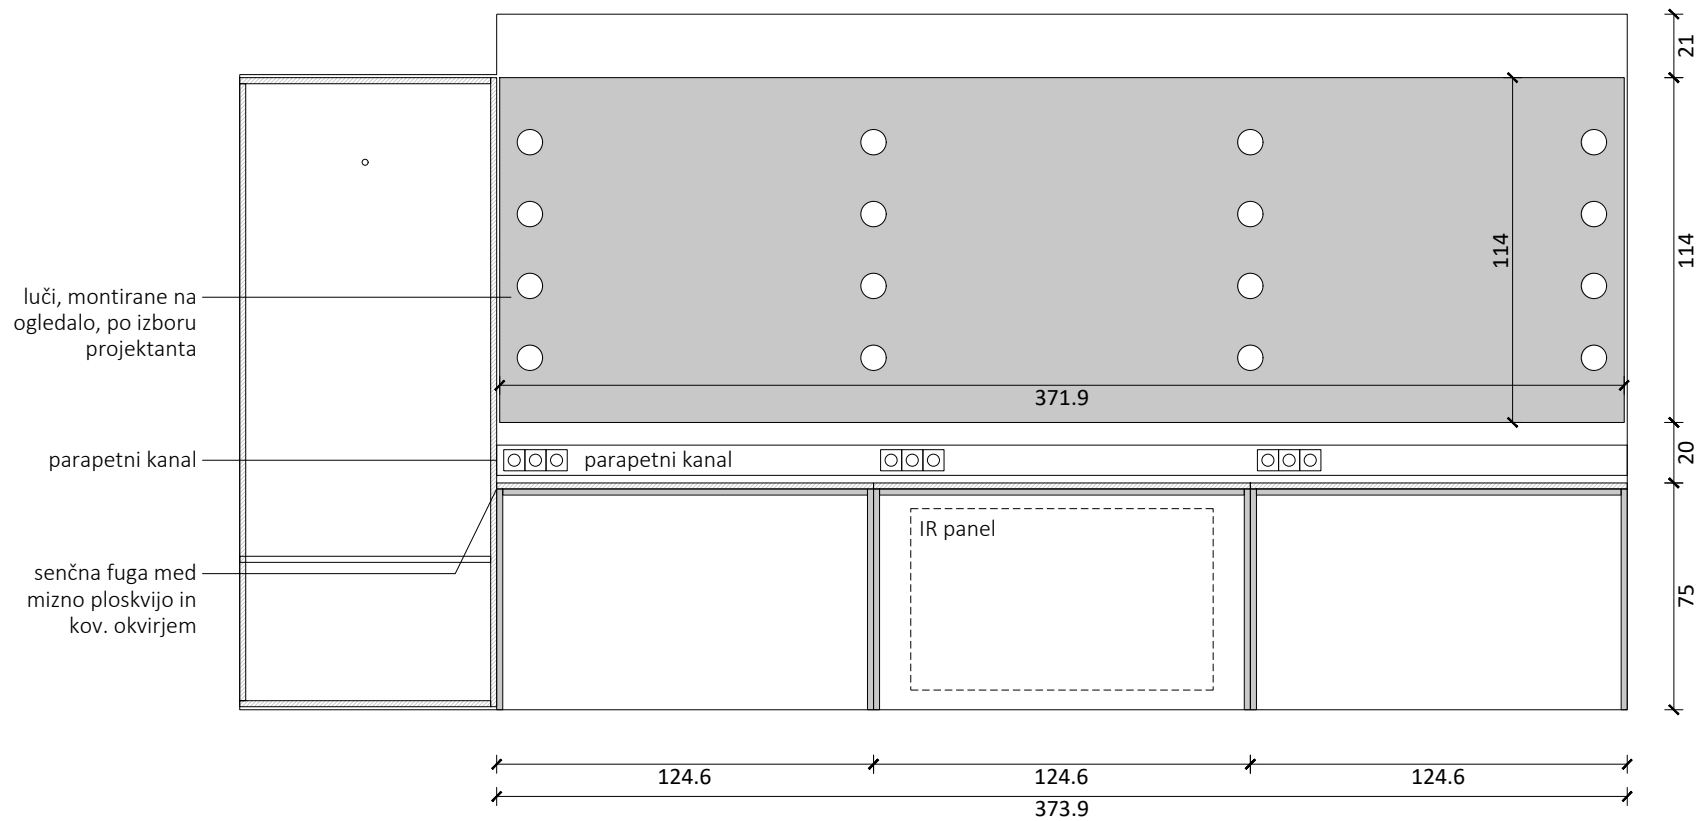 21
114
114
luči, montirane na
ogledalo, po izboru
projektanta
371.9
parapetni kanal
parapetni kanal
20
IR panel
senčna fuga med
mizno ploskvijo in
kov. okvirjem
75
124.6
124.6
124.6
373.9